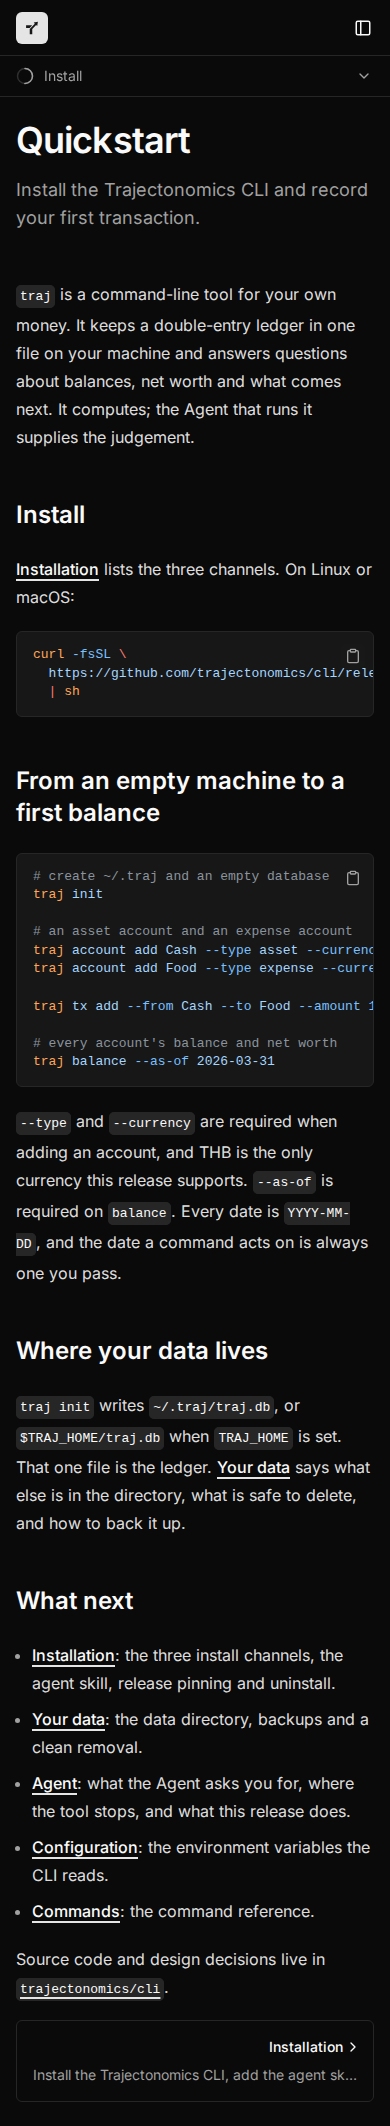 Install
Quickstart
Install the Trajectonomics CLI and record
your first transaction.
traj is a command-line tool for your own
money. It keeps a double-entry ledger in one
file on your machine and answers questions
about balances, net worth and what comes
next. It computes; the Agent that runs it
supplies the judgement.
Install
Installation lists the three channels. On Linux or
macOS:
curl -fsSL \
https://github.com/trajectonomics/cli/rele
| sh
From an empty machine to a
first balance
# create ~/.traj and an empty database
traj init
# an asset account and an expense account
traj account add Cash --type asset --currenc
traj account add Food --type expense --curre
traj tx add --from Cash --to Food --amount 1
# every account's balance and net worth
traj balance --as-of 2026-03-31
--type and --currency are required when
adding an account, and THB is the only
currency this release supports. --as-of is
required on balance. Every date is YYYY-MM-
DD, and the date a command acts on is always
one you pass.
Where your data lives
traj init writes ~/.traj/traj.db, or
$TRAJ_HOME/traj.db when TRAJ_HOME is set.
That one file is the ledger. Your data says what
else is in the directory, what is safe to delete,
and how to back it up.
What next
• Installation: the three install channels, the
agent skill, release pinning and uninstall.
• Your data: the data directory, backups and a
clean removal.
• Agent: what the Agent asks you for, where
the tool stops, and what this release does.
• Configuration: the environment variables the
CLI reads.
• Commands: the command reference.
Source code and design decisions live in
trajectonomics/cli.
Installation
Install the Trajectonomics CLI, add the agent sk...